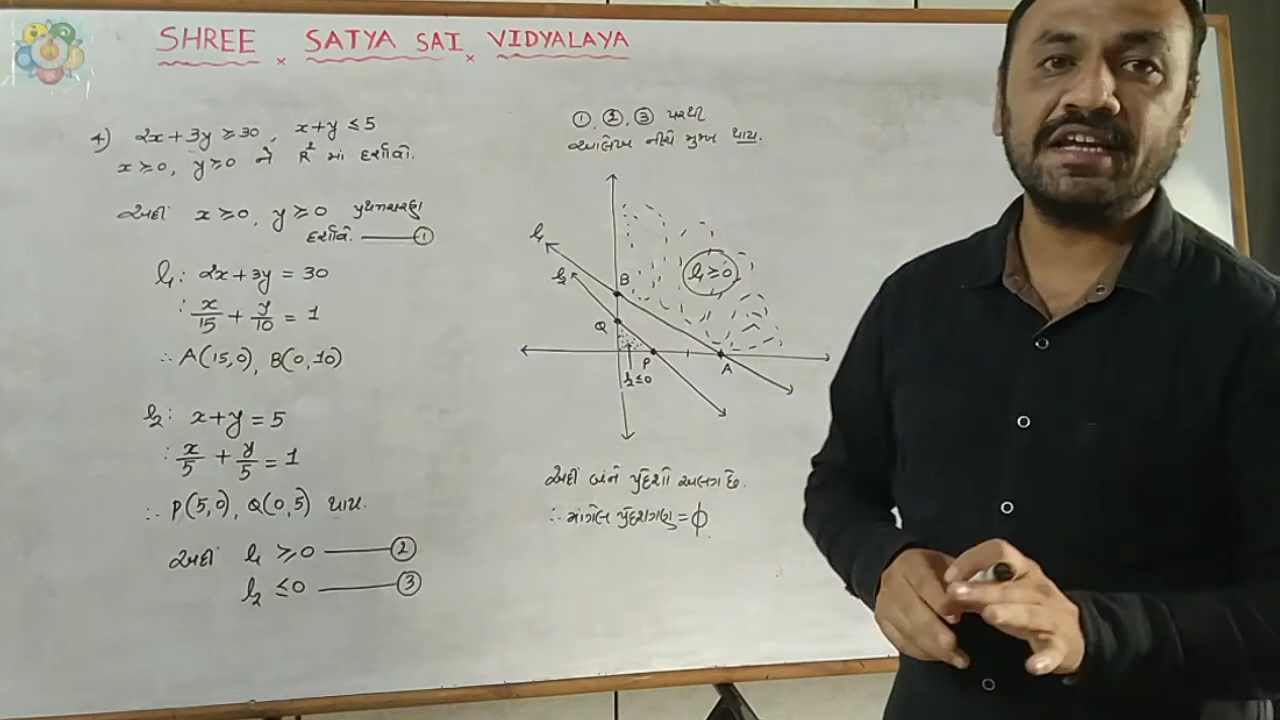 SHREE × SATYA SAI × VIDYALAYA
4) 2x + 3y ≥ 30, x + y ≤ 5
x ≥ 0, y ≥ 0 ને R² માં દર્શાવો.
અહીં x ≥ 0, y ≥ 0 પ્રથમચરણ
દર્શાવે. —— ①
l₁: 2x + 3y = 30
∴ x/15 + y/10 = 1
∴ A(15,0), B(0,10)
l₂: x + y = 5
∴ x/5 + y/5 = 1
∴ P(5,0), Q(0,5) થાય.
અહીં l₁ ≥ 0 —— ②
l₂ ≤ 0 —— ③
①, ②, ③ પરથી
આલેખ નીચે મુજબ થાય.
l₁
l₂
B
l₁ ≥ 0
Q
P
A
l₂ ≤ 0
અહીં બંને પ્રદેશો અલગ છે.
∴ માંગેલ પ્રદેશગણ = ϕ.